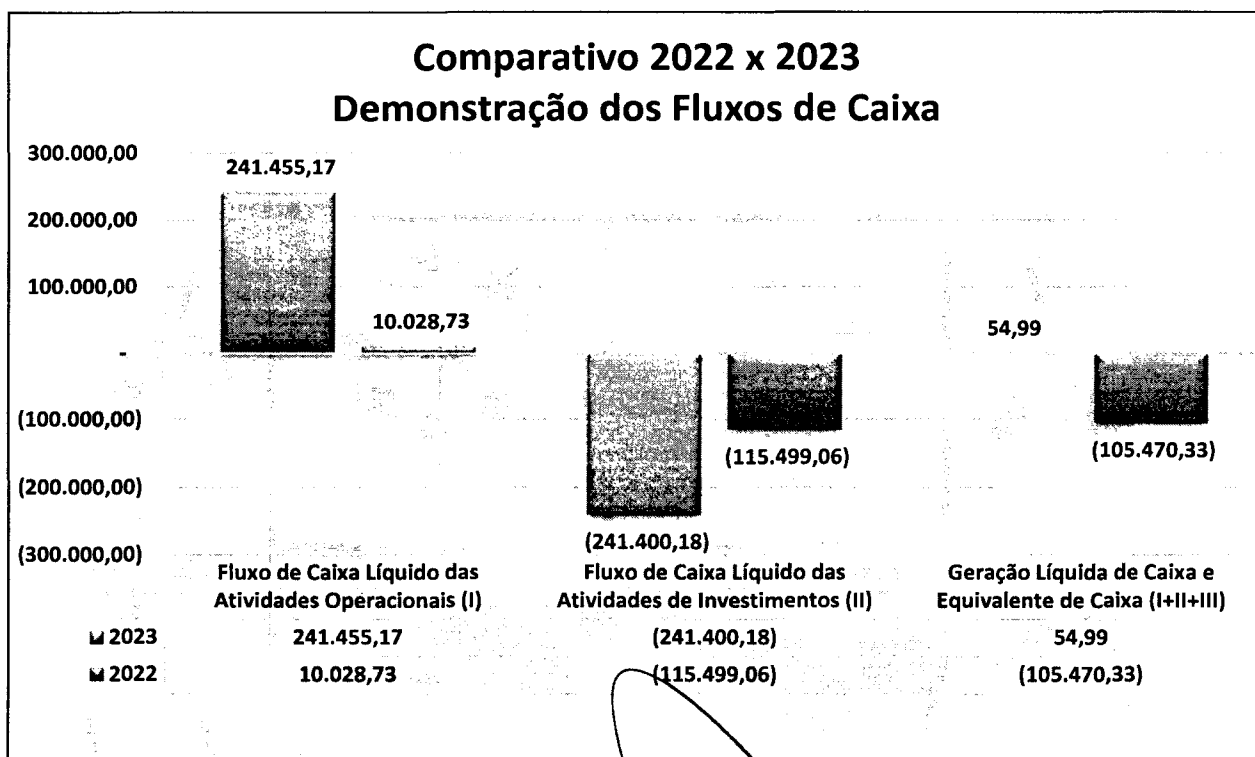 Comparativo 2022 x 2023
Demonstração dos Fluxos de Caixa
300.000,00
200.000,00
100.000,00
-
(100.000,00)
(200.000,00)
(300.000,00)
241.455,17
10.028,73
(241.400,18)
(115.499,06)
54,99
(105.470,33)
Fluxo de Caixa Líquido das
Atividades Operacionais (I)
Fluxo de Caixa Líquido das
Atividades de Investimentos (II)
Geração Líquida de Caixa e
Equivalente de Caixa (I+II+III)
2023 241.455,17 (241.400,18) 54,99
2022 10.028,73 (115.499,06) (105.470,33)